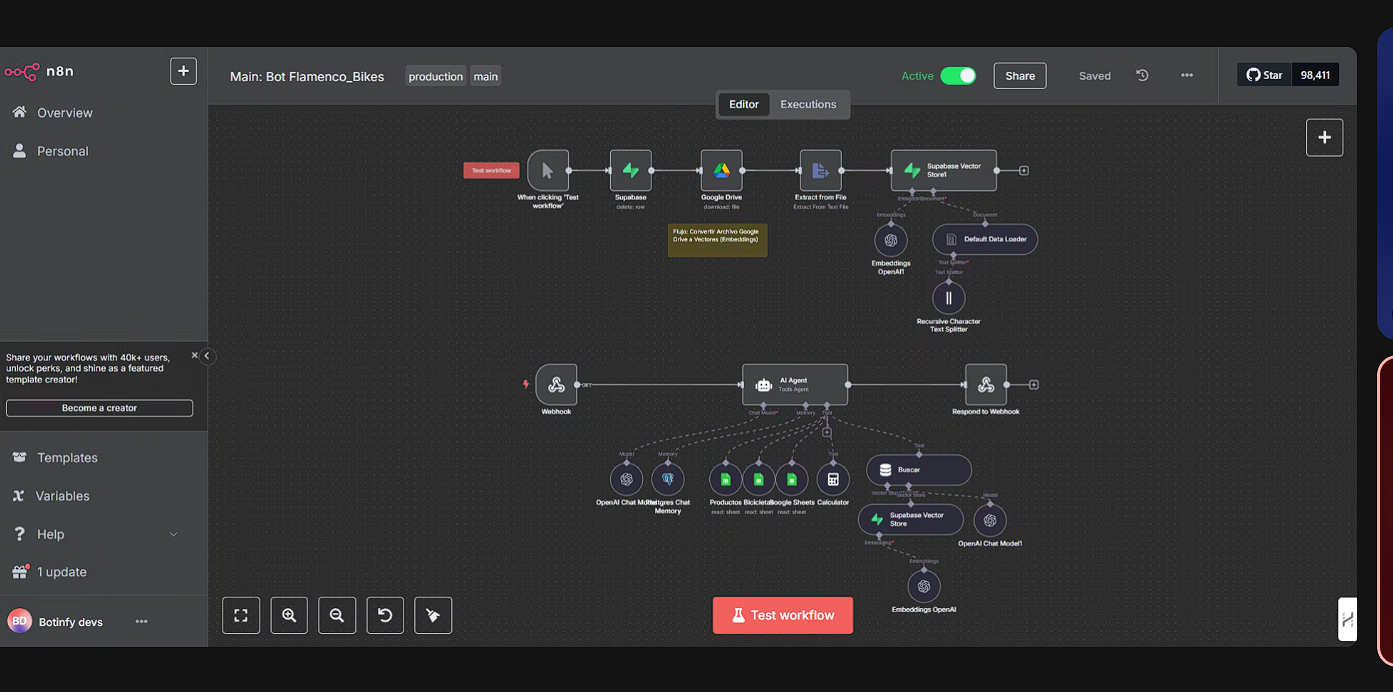 n8n
Main: Bot Flamenco_Bikes
production
main
Active
Share
Saved
Star
98,411
Editor
Executions
Overview
Personal
Test workflow
When clicking 'Test
workflow'
Supabase
delete: row
Google Drive
download: file
Extract from File
Extract From Text File
Supabase Vector
Store1
Document*
Embeddings
Document
Flujo: Convertir Archivo Google
Drive a Vectores (Embeddings)
Embeddings
OpenAI1
Default Data Loader
Text Splitter*
Text Splitter
Recursive Character
Text Splitter
Share your workflows with 40k+ users,
unlock perks, and shine as a featured
template creator!
Become a creator
GET
Webhook
AI Agent
Tools Agent
Chat Model*
Memory
Tool
Respond to Webhook
Model
Memory
Tool
Tool
OpenAI Chat
Postgres Chat
Memory
Productos
read: sheet
read: sheet
Google Sheets
read: sheet
Calculator
Buscar
Vector Store
Model
Supabase Vector
Store
OpenAI Chat Model1
Embedding*
Embeddings
Embeddings OpenAI
Templates
Variables
Help
1 update
BD
Botinfy devs
Test workflow